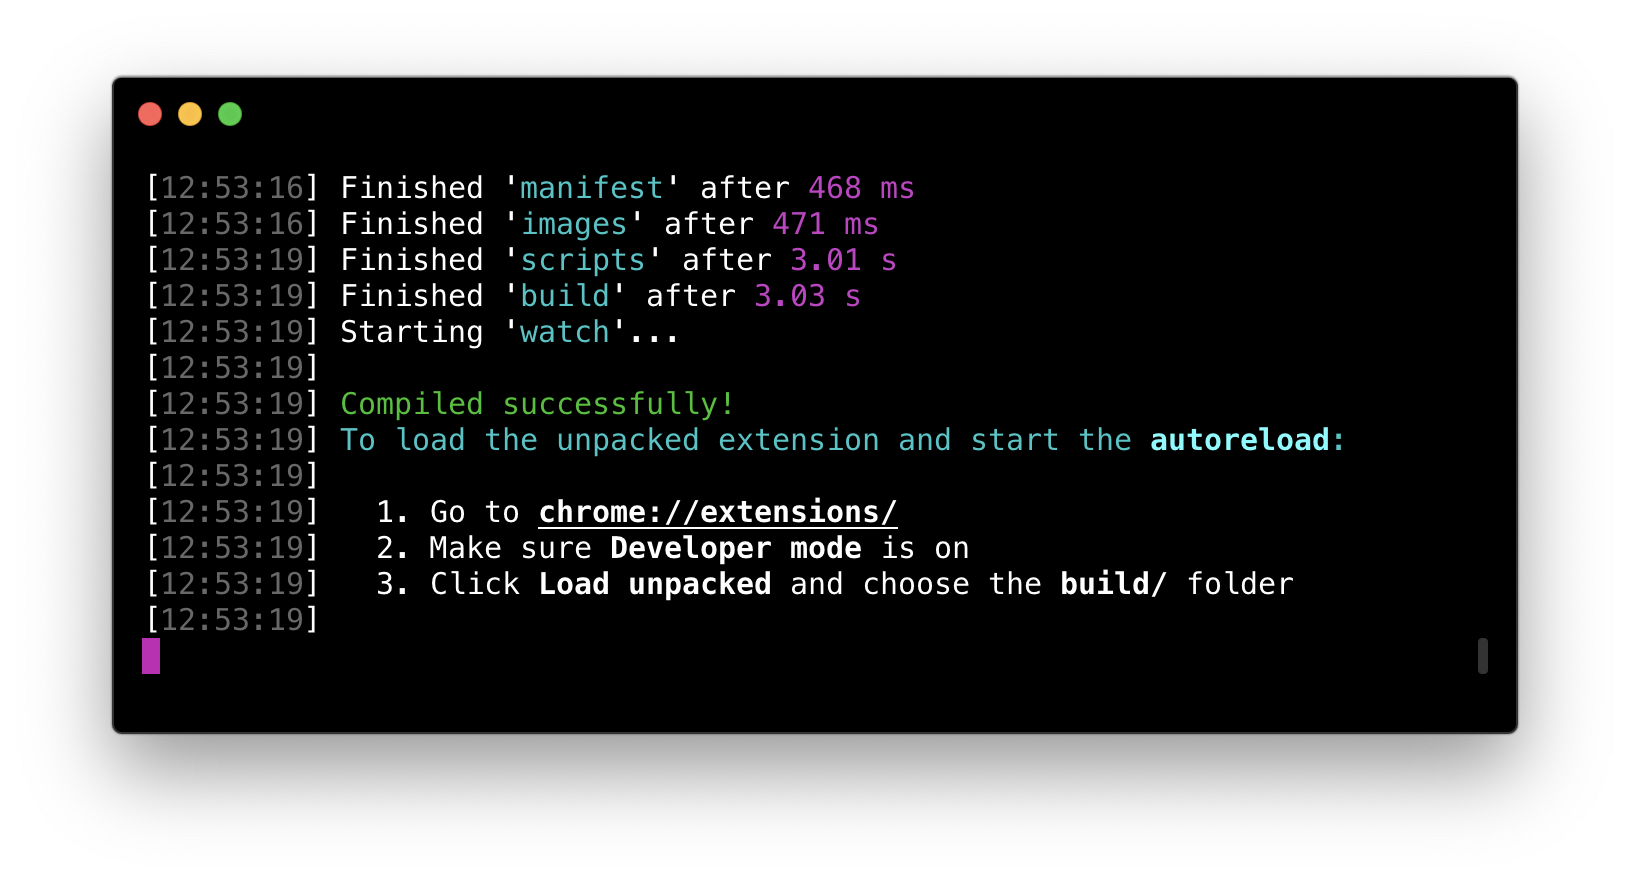 [12:53:16] Finished 'manifest' after 468 ms
[12:53:16] Finished 'images' after 471 ms
[12:53:19] Finished 'scripts' after 3.01 s
[12:53:19] Finished 'build' after 3.03 s
[12:53:19] Starting 'watch'...
[12:53:19]
[12:53:19] Compiled successfully!
[12:53:19] To load the unpacked extension and start the autoreload:
[12:53:19]
[12:53:19]   1. Go to chrome://extensions/
[12:53:19]   2. Make sure Developer mode is on
[12:53:19]   3. Click Load unpacked and choose the build/ folder
[12:53:19]